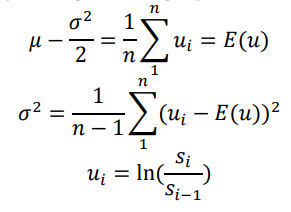 μ − σ²/2 = 1/n ∑₁ⁿ uᵢ = E(u)
σ² = 1/(n − 1) ∑₁ⁿ (uᵢ − E(u))²
uᵢ = ln(Sᵢ/Sᵢ₋₁)